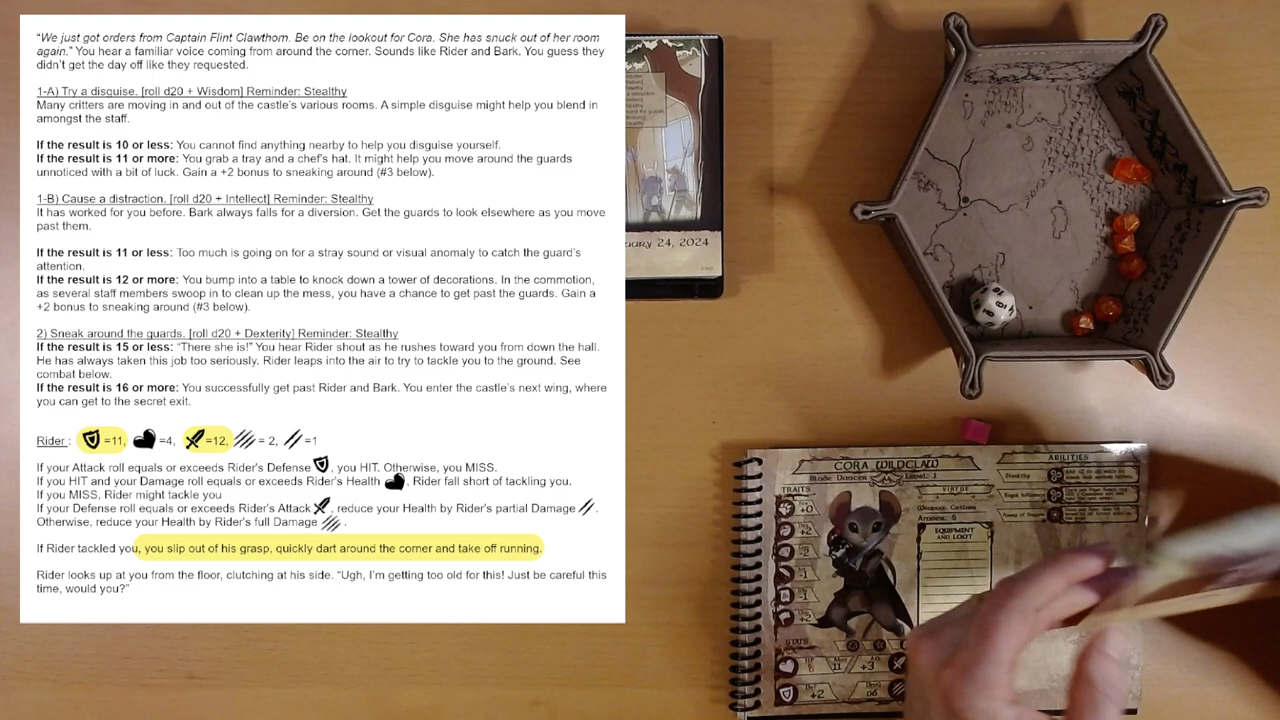 “We just got orders from Captain Flint Clawthorn. Be on the lookout for Cora. She has snuck out of her room
again.” You hear a familiar voice coming from around the corner. Sounds like Rider and Bark. You guess they
didn’t get the day off like they requested.
1-A) Try a disguise. [roll d20 + Wisdom] Reminder: Stealthy
Many critters are moving in and out of the castle’s various rooms. A simple disguise might help you blend in
amongst the staff.
If the result is 10 or less: You cannot find anything nearby to help you disguise yourself.
If the result is 11 or more: You grab a tray and a chef’s hat. It might help you move around the guards
unnoticed with a bit of luck. Gain a +2 bonus to sneaking around (#3 below).
1-B) Cause a distraction. [roll d20 + Intellect] Reminder: Stealthy
It has worked for you before. Bark always falls for a diversion. Get the guards to look elsewhere as you move
past them.
If the result is 11 or less: Too much is going on for a stray sound or visual anomaly to catch the guard’s
attention.
If the result is 12 or more: You bump into a table to knock down a tower of decorations. In the commotion,
as several staff members swoop in to clean up the mess, you have a chance to get past the guards. Gain a
+2 bonus to sneaking around (#3 below).
2) Sneak around the guards. [roll d20 + Dexterity] Reminder: Stealthy
If the result is 15 or less: “There she is!” You hear Rider shout as he rushes toward you from down the hall.
He has always taken this job too seriously. Rider leaps into the air to try to tackle you to the ground. See
combat below.
If the result is 16 or more: You successfully get past Rider and Bark. You enter the castle’s next wing, where
you can get to the secret exit.
Rider : =11, =4, =12, = 2, =1
If your Attack roll equals or exceeds Rider’s Defense , you HIT. Otherwise, you MISS.
If you HIT and your Damage roll equals or exceeds Rider’s Health , Rider fall short of tackling you.
If you MISS, Rider might tackle you
If your Defense roll equals or exceeds Rider’s Attack , reduce your Health by Rider’s partial Damage .
Otherwise, reduce your Health by Rider’s full Damage .
If Rider tackled you, you slip out of his grasp, quickly dart around the corner and take off running.
Rider looks up at you from the floor, clutching at his side. “Ugh, I’m getting too old for this! Just be careful this
time, would you?”
uary 24, 2024
CORA WILDCLAW
Blade Dancer Level: 1
TRAITS
+0
+2
-2
-1
-1
+2
STATS
11
+3
+2
VIRTUE
EQUIPMENT
AND LOOT
ABILITIES
Stealthy